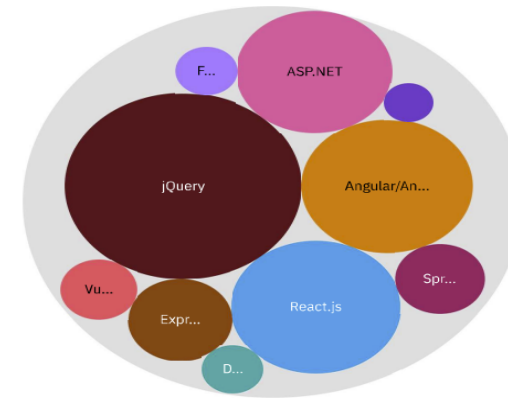 ASP.NET
F...
jQuery
Angular/An...
Spr...
Vu...
React.js
Expr...
D...